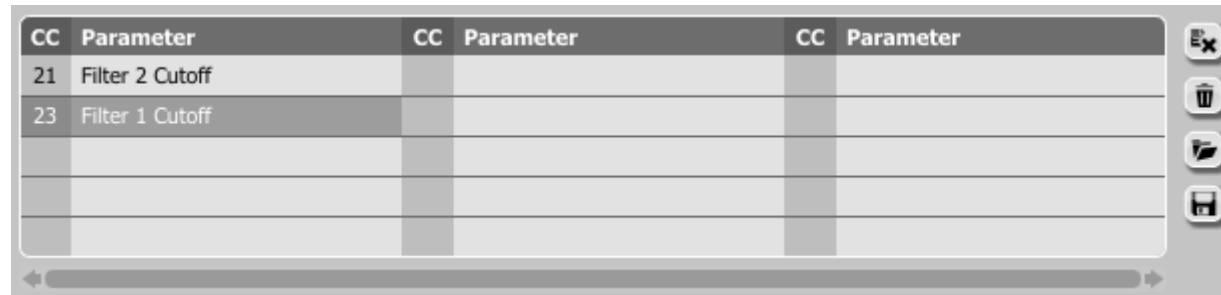 CC Parameter CC Parameter CC Parameter
21 Filter 2 Cutoff
23 Filter 1 Cutoff